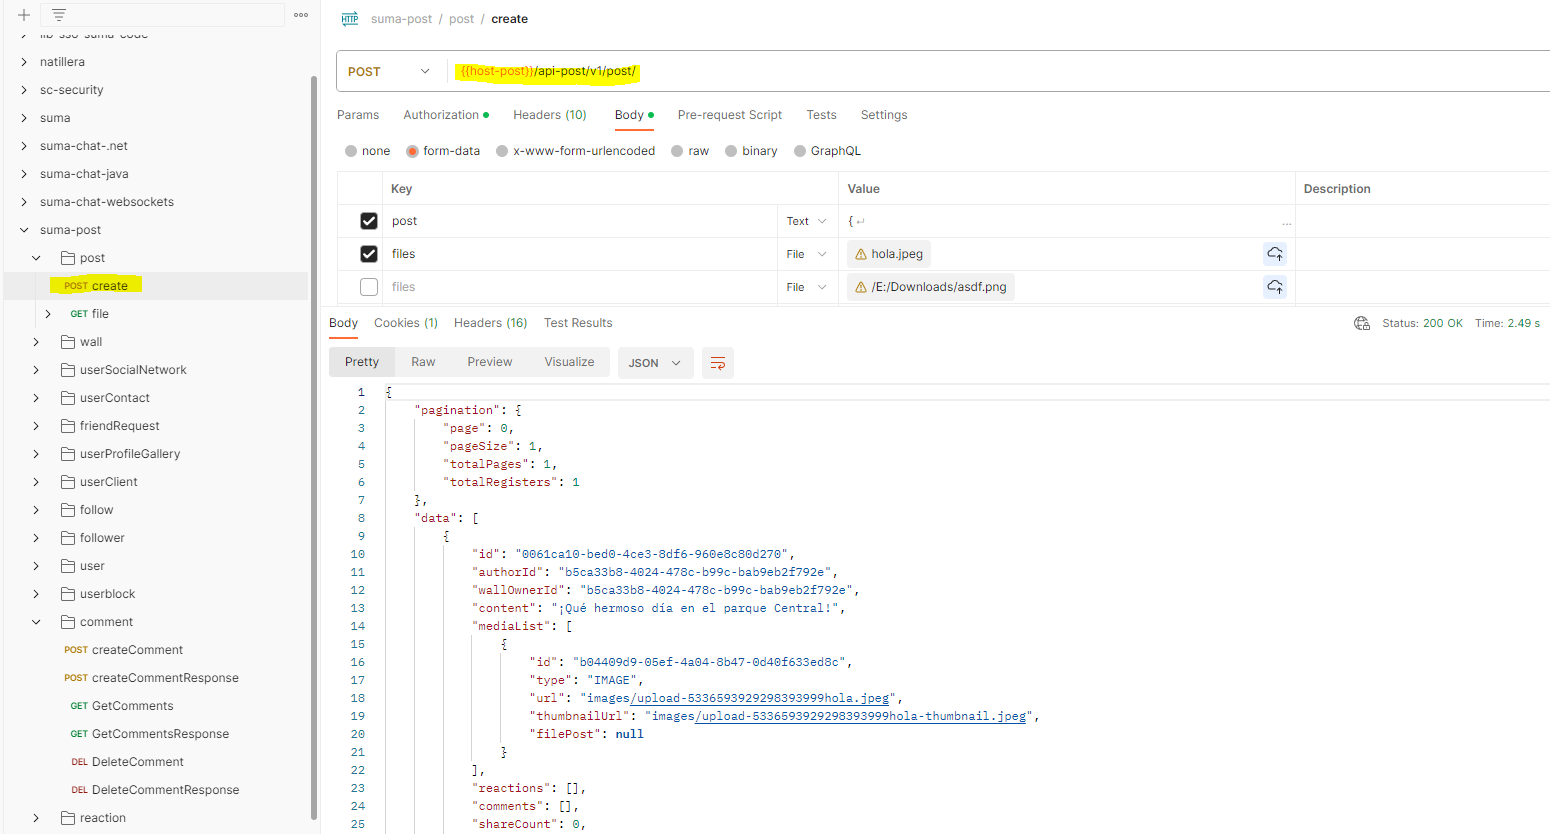 lib-sso-suma-code
natillera
sc-security
suma
suma-chat-.net
suma-chat-java
suma-chat-websockets
suma-post
post
POST create
GET file
wall
userSocialNetwork
userContact
friendRequest
userProfileGallery
userClient
follow
follower
user
userblock
comment
POST createComment
POST createCommentResponse
GET GetComments
GET GetCommentsResponse
DEL DeleteComment
DEL DeleteCommentResponse
reaction
HTTP suma-post / post / create
POST {{host-post}}/api-post/v1/post/
Params Authorization Headers (10) Body Pre-request Script Tests Settings
none form-data x-www-form-urlencoded raw binary GraphQL
Key Value Description
post Text { ↵ ...
files File hola.jpeg
files File /E:/Downloads/asdf.png
Body Cookies (1) Headers (16) Test Results Status: 200 OK Time: 2.49 s
Pretty Raw Preview Visualize JSON
1 {
2 "pagination": {
3 "page": 0,
4 "pageSize": 1,
5 "totalPages": 1,
6 "totalRegisters": 1
7 },
8 "data": [
9 {
10 "id": "0061ca10-bed0-4ce3-8df6-960e8c80d270",
11 "authorId": "b5ca33b8-4024-478c-b99c-bab9eb2f792e",
12 "wallOwnerId": "b5ca33b8-4024-478c-b99c-bab9eb2f792e",
13 "content": "¡Qué hermoso día en el parque Central!",
14 "mediaList": [
15 {
16 "id": "b04409d9-05ef-4a04-8b47-0d40f633ed8c",
17 "type": "IMAGE",
18 "url": "images/upload-5336593929298393999hola.jpeg",
19 "thumbnailUrl": "images/upload-5336593929298393999hola-thumbnail.jpeg",
20 "filePost": null
21 }
22 ],
23 "reactions": [],
24 "comments": [],
25 "shareCount": 0,